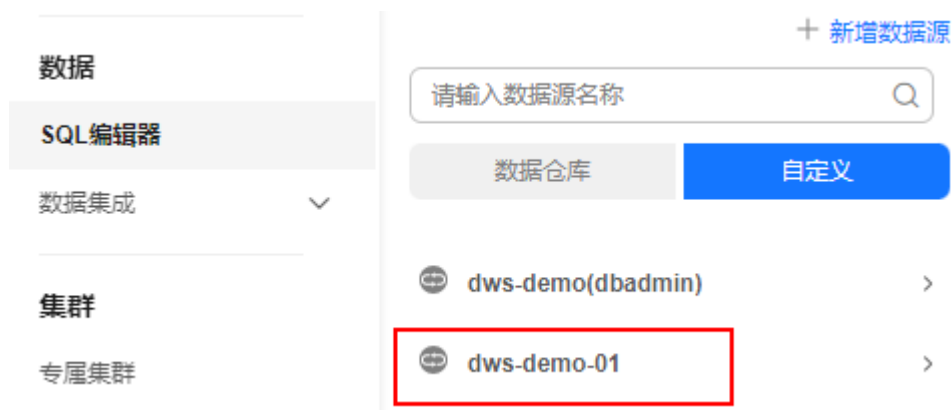 数据
SQL编辑器
数据集成
集群
专属集群
新增数据源
请输入数据源名称
数据仓库
自定义
dws-demo(dbadmin)
dws-demo-01